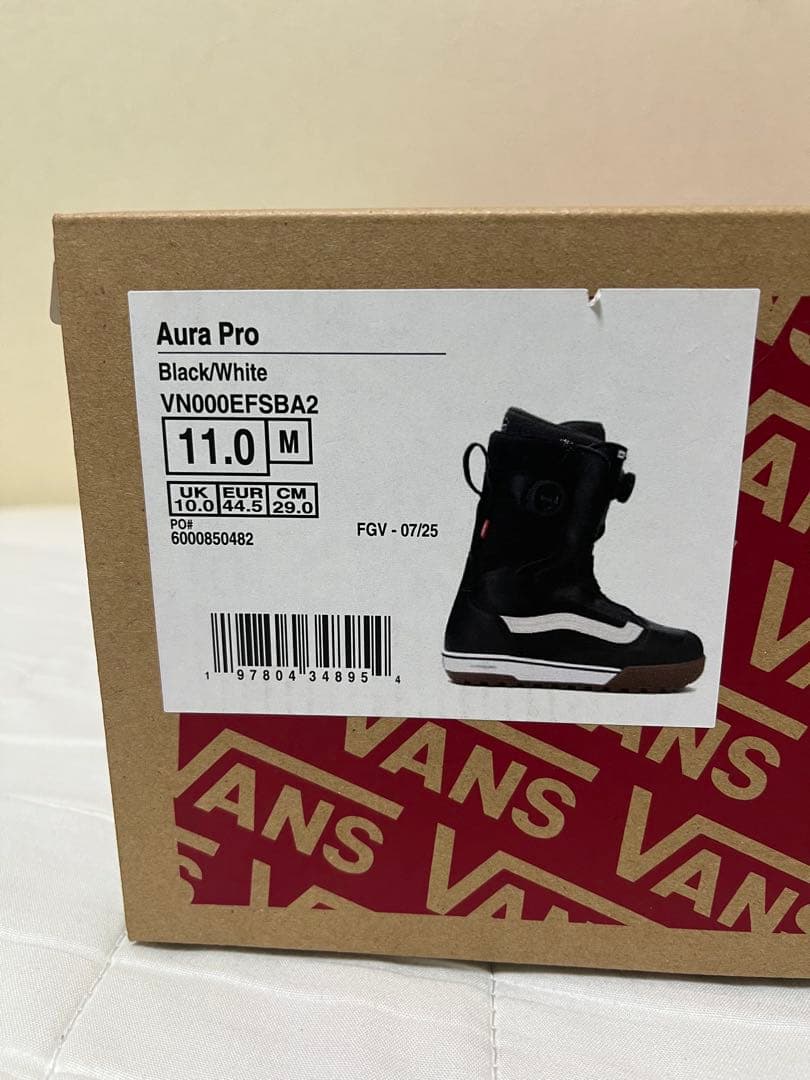 Aura Pro
Black/White
VN000EFSBA2
11.0 M
UK EUR CM
10.0 44.5 29.0
PO#
6000850482
FGV - 07/25
1 97804 34895 4
VANS
VANS
VANS
VANS